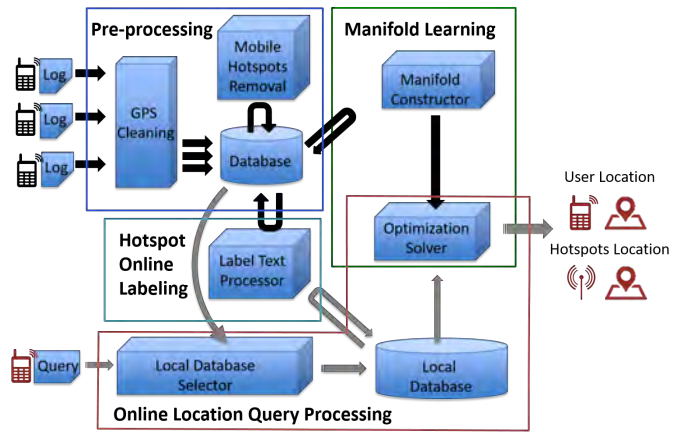 Pre-processing
Manifold Learning
Mobile
Hotspots
Removal
Manifold
Constructor
Log
Log
Log
GPS
Cleaning
Database
User Location
Hotspots Location
Optimization
Solver
Hotspot
Online
Labeling
Label Text
Processor
Query
Local Database
Selector
Local
Database
Online Location Query Processing